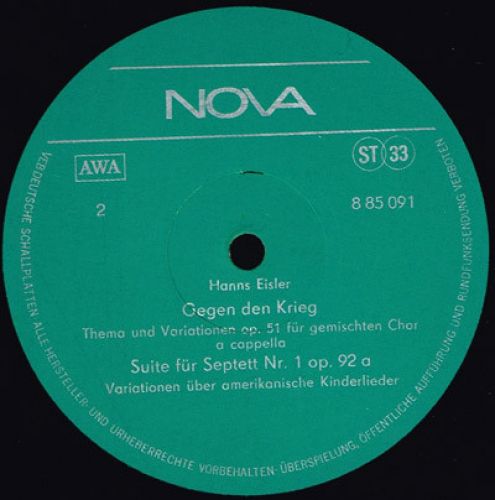 NOVA
AWA
ST 33
2
8 85 091
Hanns Eisler
Gegen den Krieg
Thema und Variationen op. 51 für gemischten Chor
a cappella
Suite für Septett Nr. 1 op. 92 a
Variationen über amerikanische Kinderlieder
VEB DEUTSCHE SCHALLPLATTEN ALLE HERSTELLER- UND URHEBERRECHTE VORBEHALTEN · ÜBERSPIELUNG, ÖFFENTLICHE AUFFÜHRUNG UND RUNDFUNKSENDUNG VERBOTEN